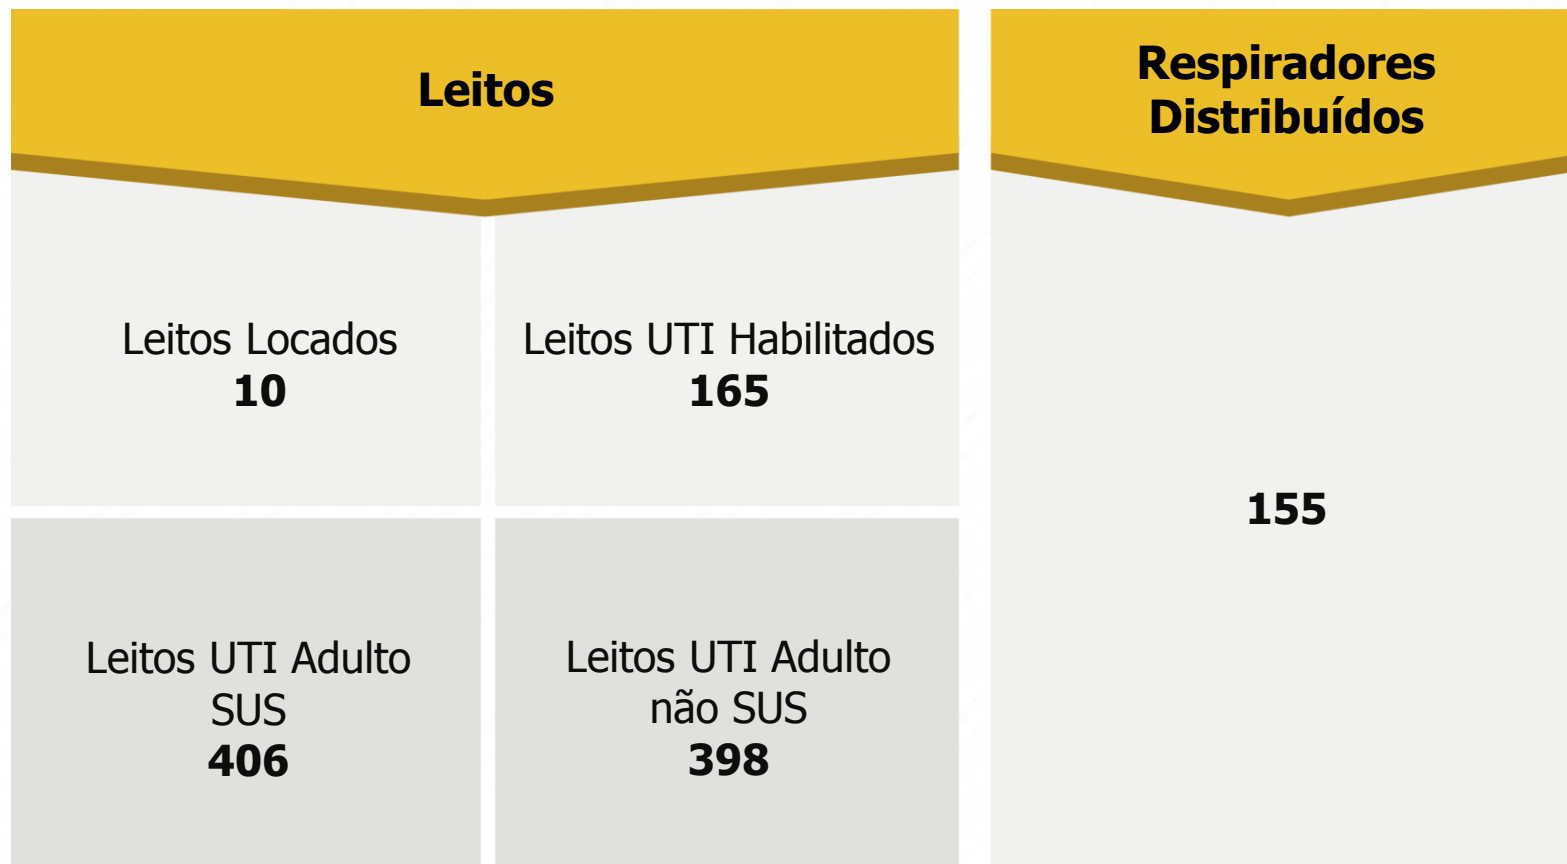 Leitos
Leitos Locados
10
Leitos UTI Habilitados
165
Leitos UTI Adulto
SUS
406
Leitos UTI Adulto
não SUS
398
Respiradores
Distribuídos
155